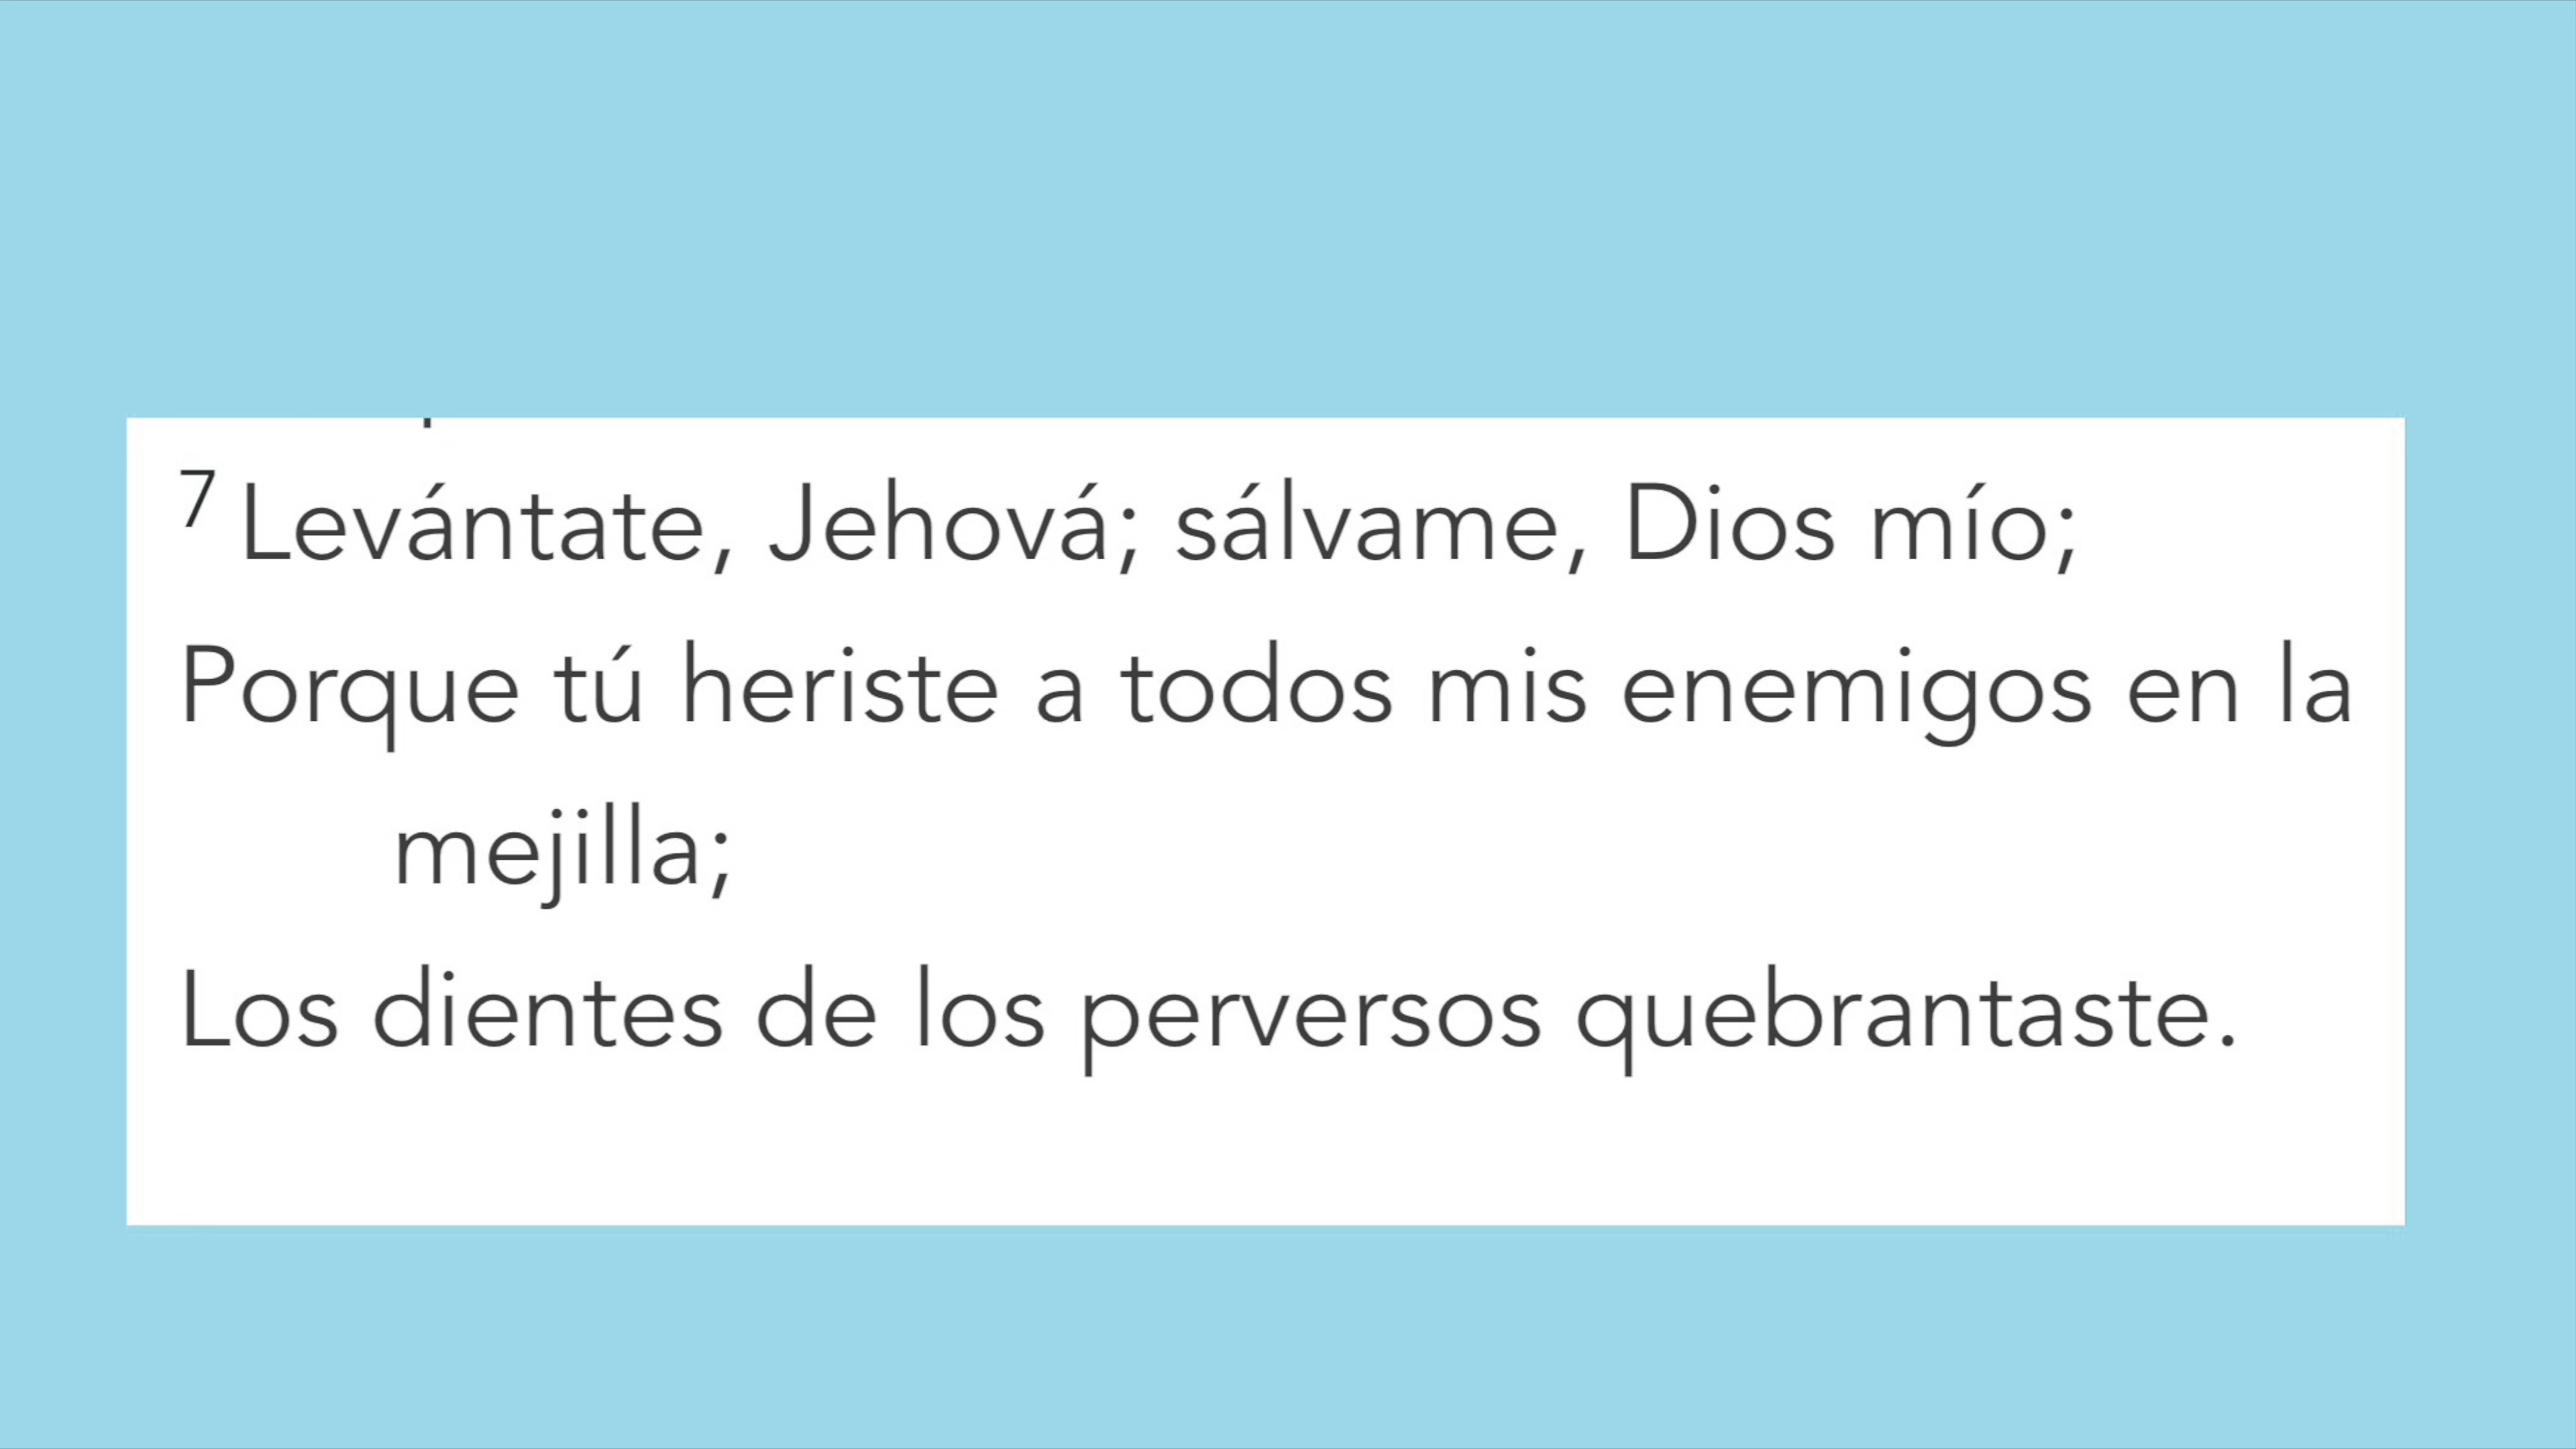 7 Levántate, Jehová; sálvame, Dios mío;
Porque tú heriste a todos mis enemigos en la
mejilla;
Los dientes de los perversos quebrantaste.